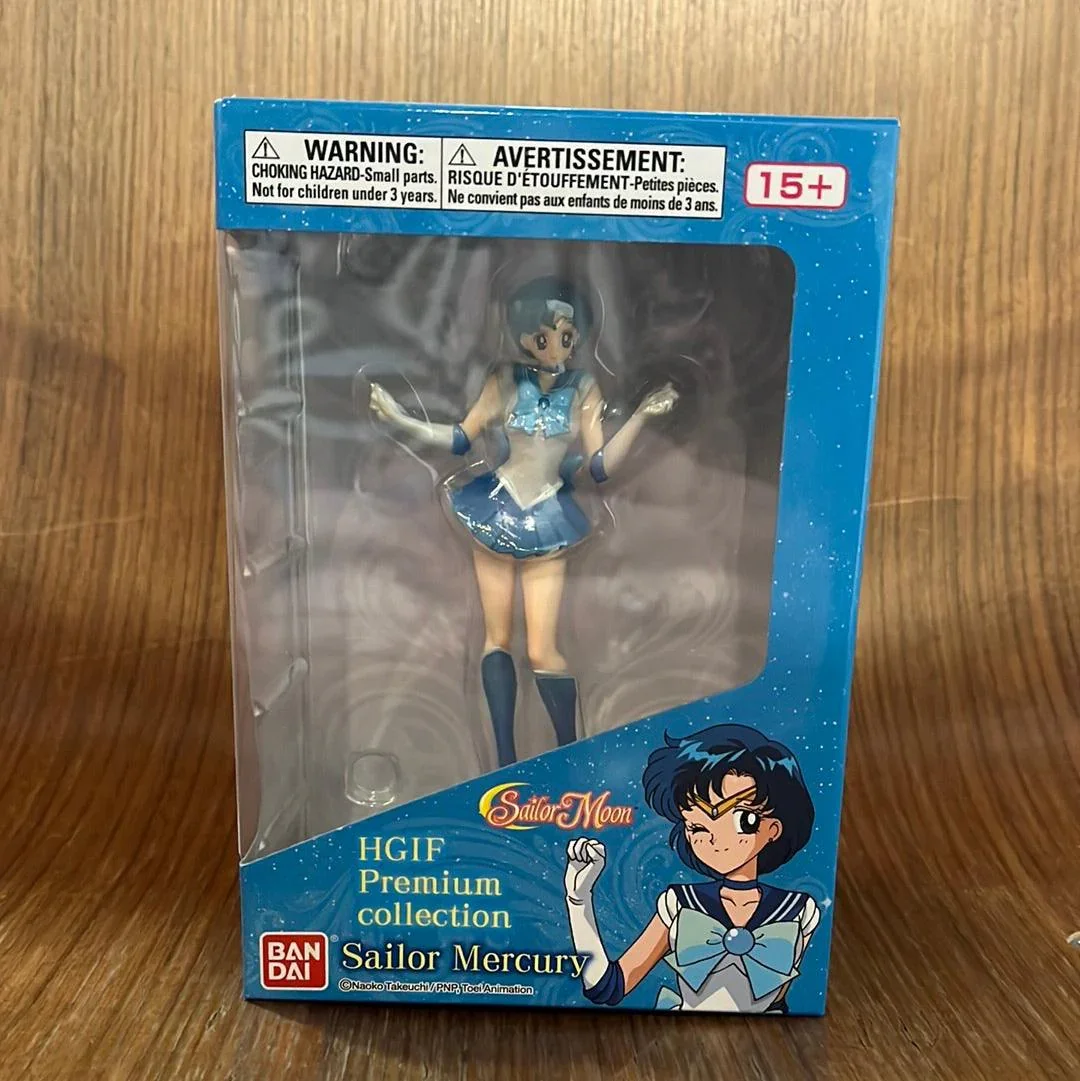 WARNING:
CHOKING HAZARD-Small parts.
Not for children under 3 years.
AVERTISSEMENT:
RISQUE D'ÉTOUFFEMENT-Petites pièces.
Ne convient pas aux enfants de moins de 3 ans.
15+
Sailor Moon
HGIF
Premium
collection
BAN
DAI
®
Sailor Mercury
©Naoko Takeuchi / PNP, Toei Animation